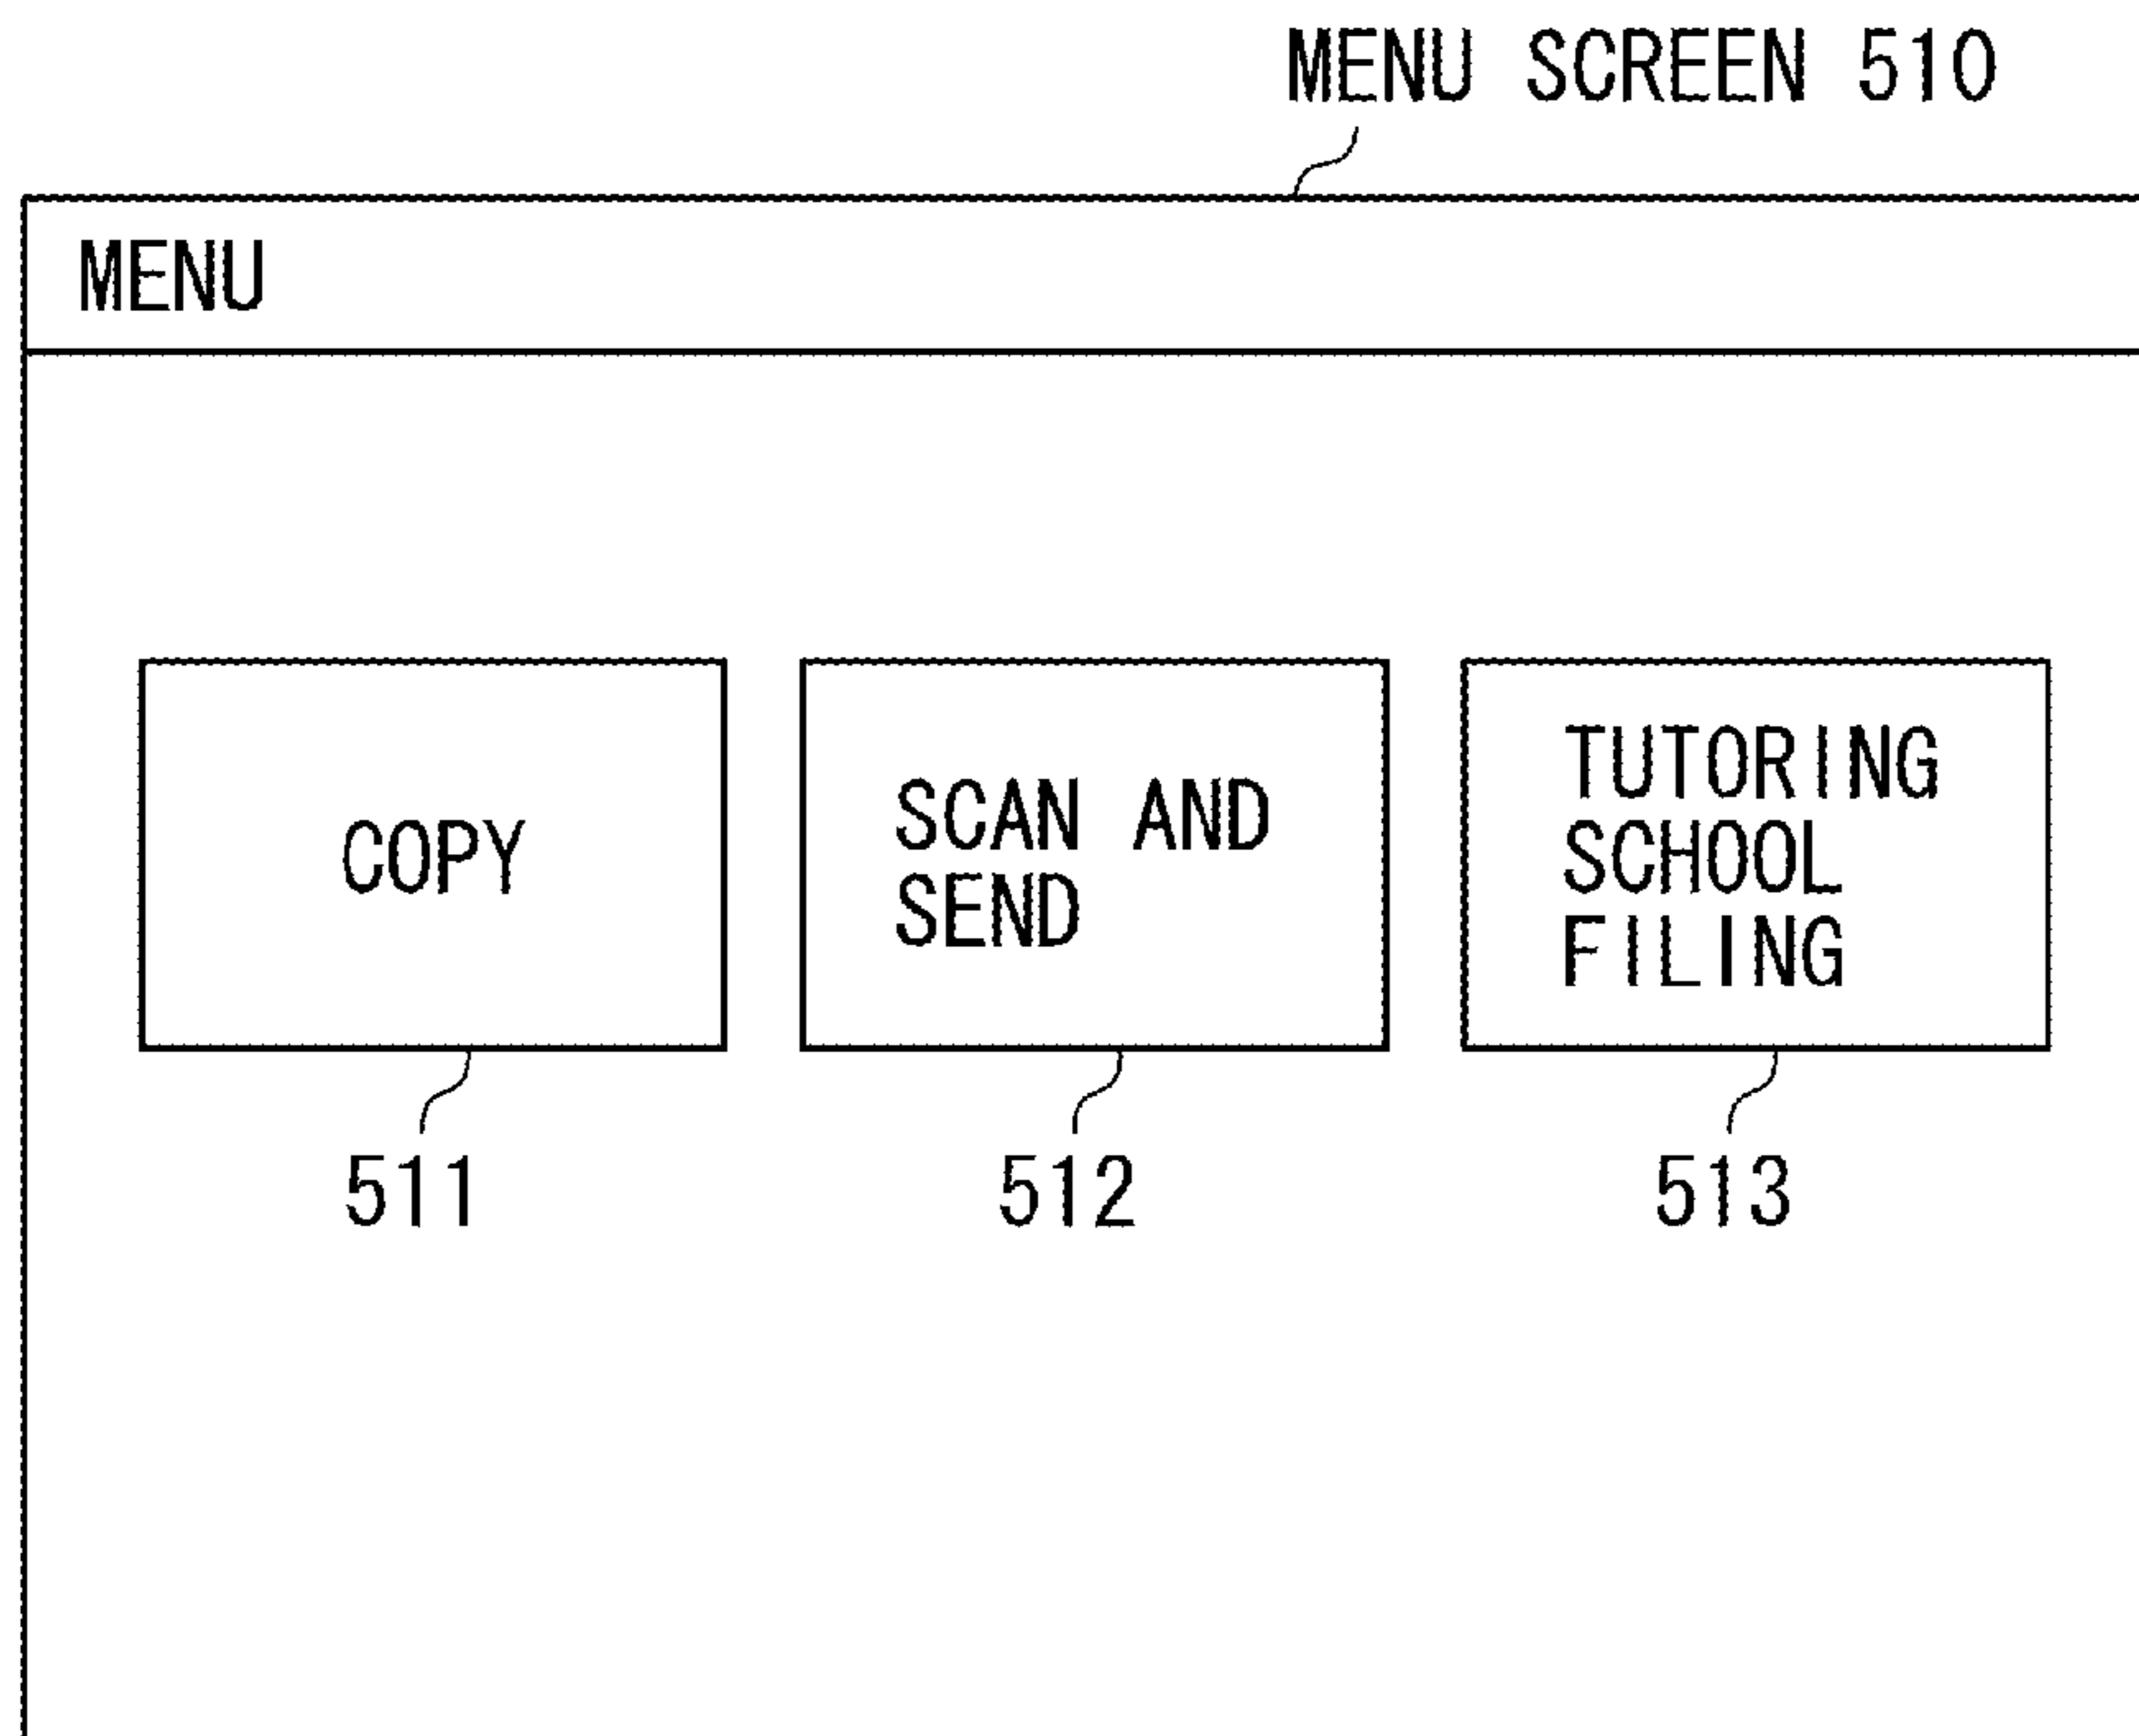 MENU SCREEN 510
MENU
COPY
SCAN AND
SEND
TUTORING
SCHOOL
FILING
511
512
513